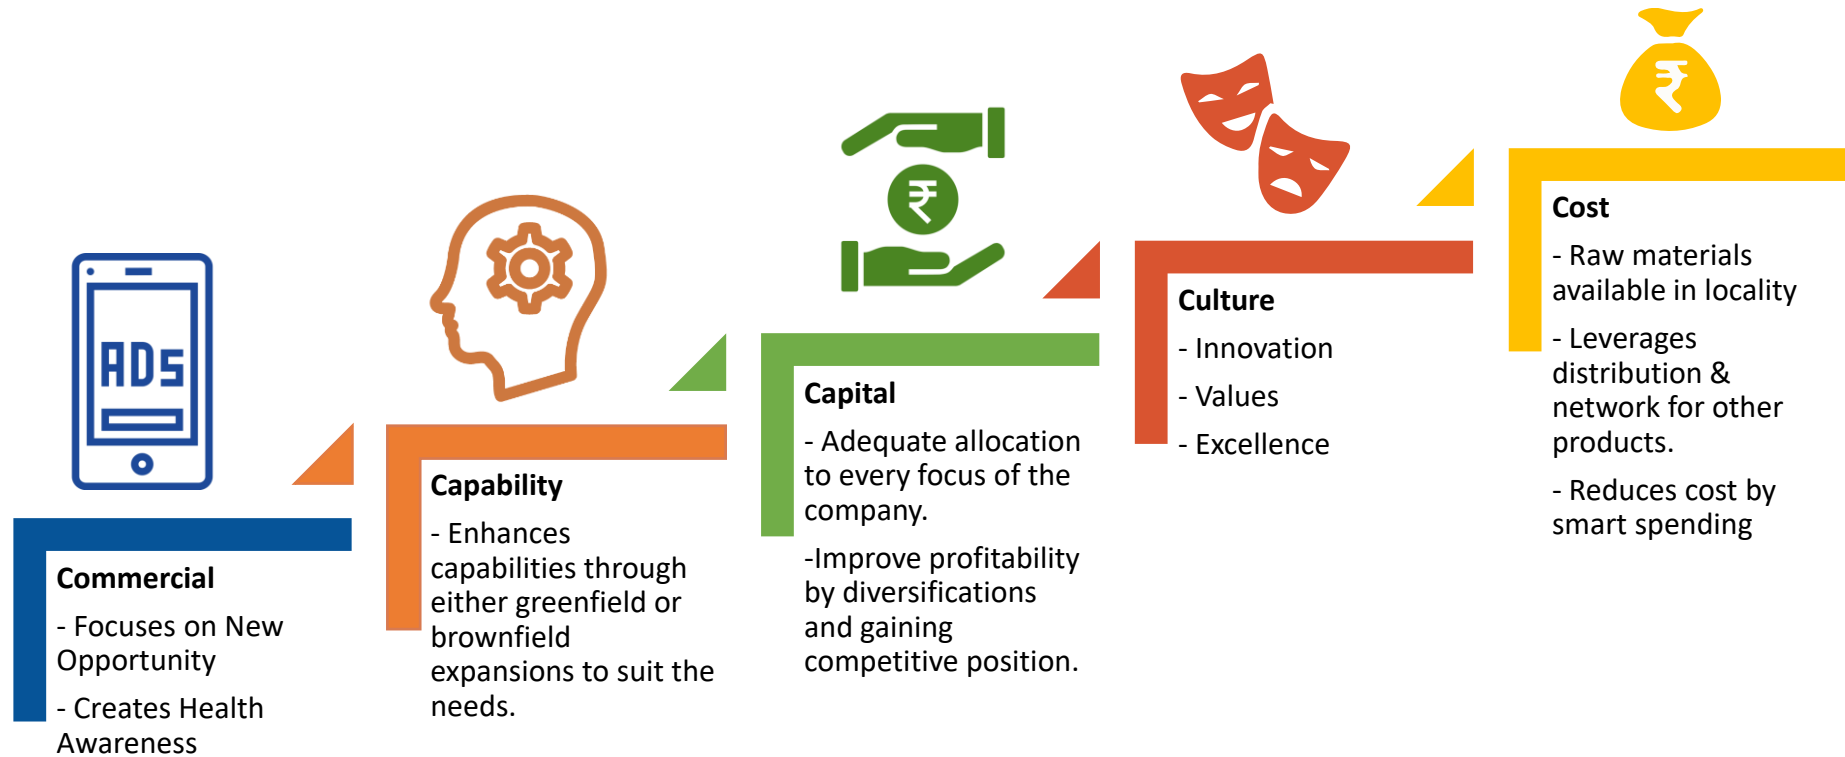 ADS
Commercial
- Focuses on New
Opportunity
- Creates Health
Awareness
Capability
- Enhances
capabilities through
either greenfield or
brownfield
expansions to suit the
needs.
₹
Capital
- Adequate allocation
to every focus of the
company.
-Improve profitability
by diversifications
and gaining
competitive position.
Culture
- Innovation
- Values
- Excellence
₹
Cost
- Raw materials
available in locality
- Leverages
distribution &
network for other
products.
- Reduces cost by
smart spending